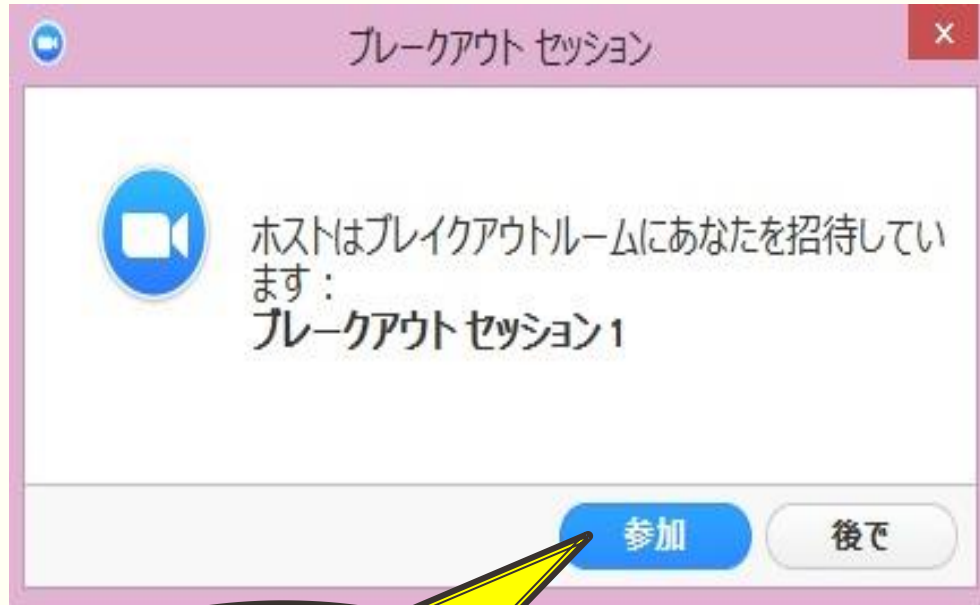 ブレークアウト セッション
ホストはブレイクアウトルームにあなたを招待してい
ます：
ブレークアウト セッション 1
参加
後で